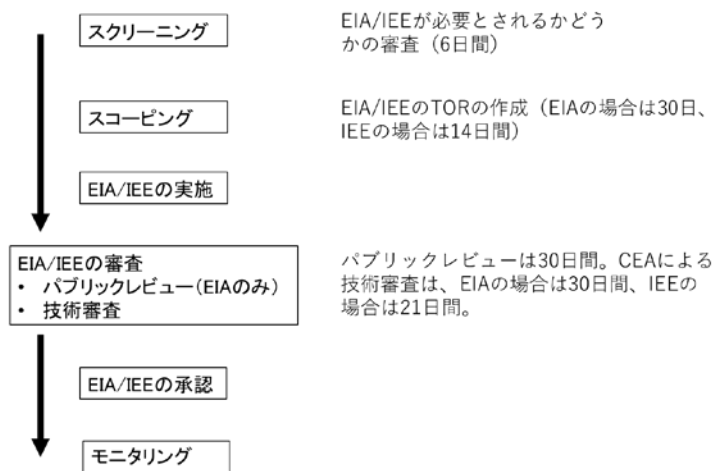 スクリーニング
EIA/IEEが必要とされるかどう
かの審査（6日間）
スコーピング
EIA/IEEのTORの作成（EIAの場合は30日、
IEEの場合は14日間）
EIA/IEEの実施
EIA/IEEの審査
• パブリックレビュー（EIAのみ）
• 技術審査
パブリックレビューは30日間。CEAによる
技術審査は、EIAの場合は30日間、IEEの
場合は21日間。
EIA/IEEの承認
モニタリング